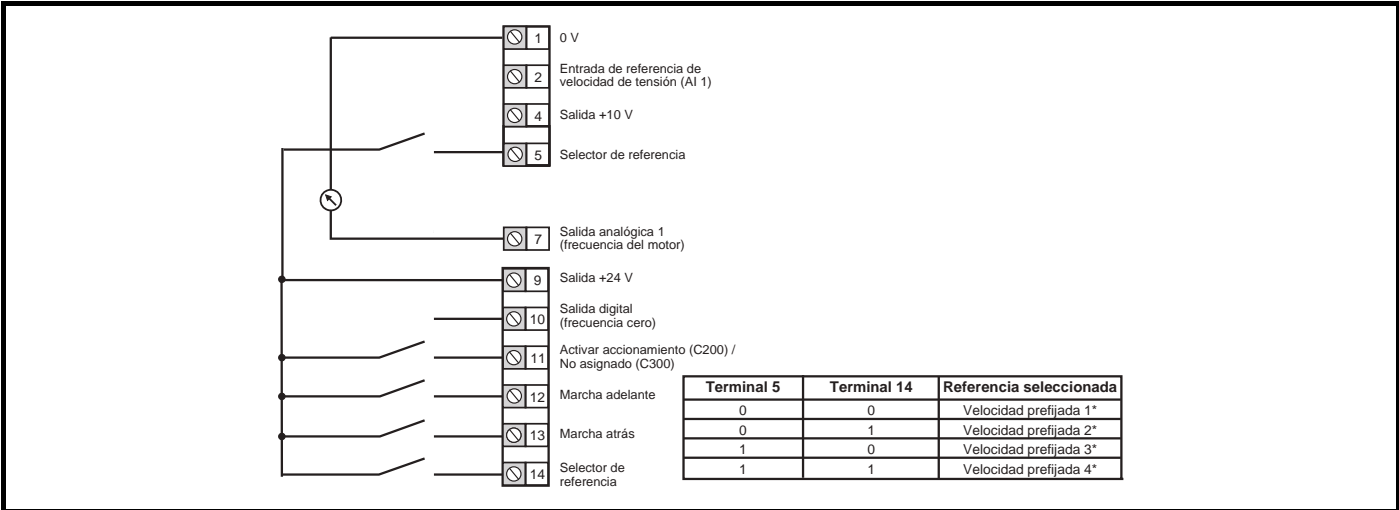 1 0 V
2 Entrada de referencia de
velocidad de tensión (AI 1)
4 Salida +10 V
5 Selector de referencia
7 Salida analógica 1
(frecuencia del motor)
9 Salida +24 V
10 Salida digital
(frecuencia cero)
11 Activar accionamiento (C200) /
No asignado (C300)
12 Marcha adelante
13 Marcha atrás
14 Selector de
referencia
Terminal 5 Terminal 14 Referencia seleccionada
0 0 Velocidad prefijada 1*
0 1 Velocidad prefijada 2*
1 0 Velocidad prefijada 3*
1 1 Velocidad prefijada 4*